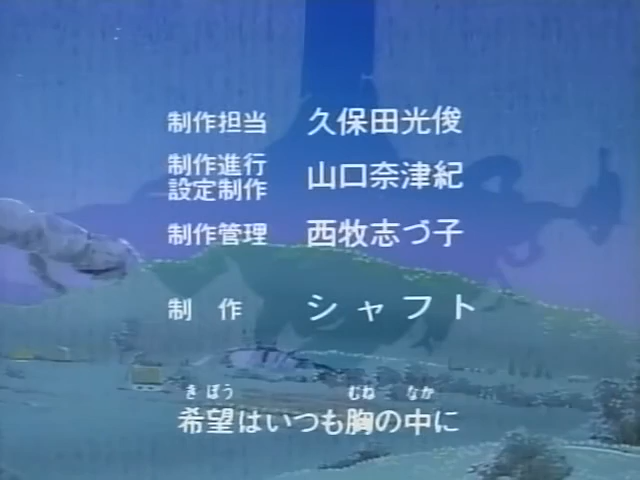 制作担当　久保田光俊
制作進行
設定制作　山口奈津紀
制作管理　西牧志づ子
制　作　シャフト
きぼう　むね　なか
希望はいつも胸の中に